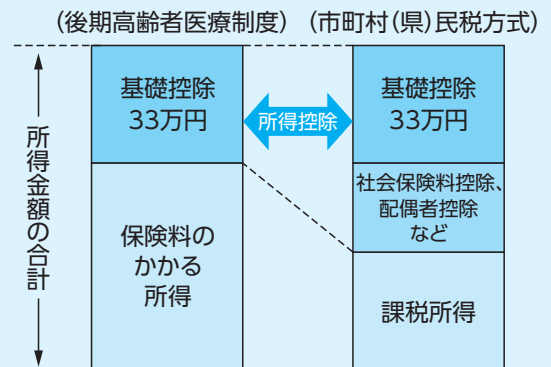 (後期高齢者医療制度)
(市町村(県)民税方式)
所得金額の合計
基礎控除
33万円
所得控除
基礎控除
33万円
社会保険料控除、
配偶者控除
など
保険料の
かかる
所得
課税所得